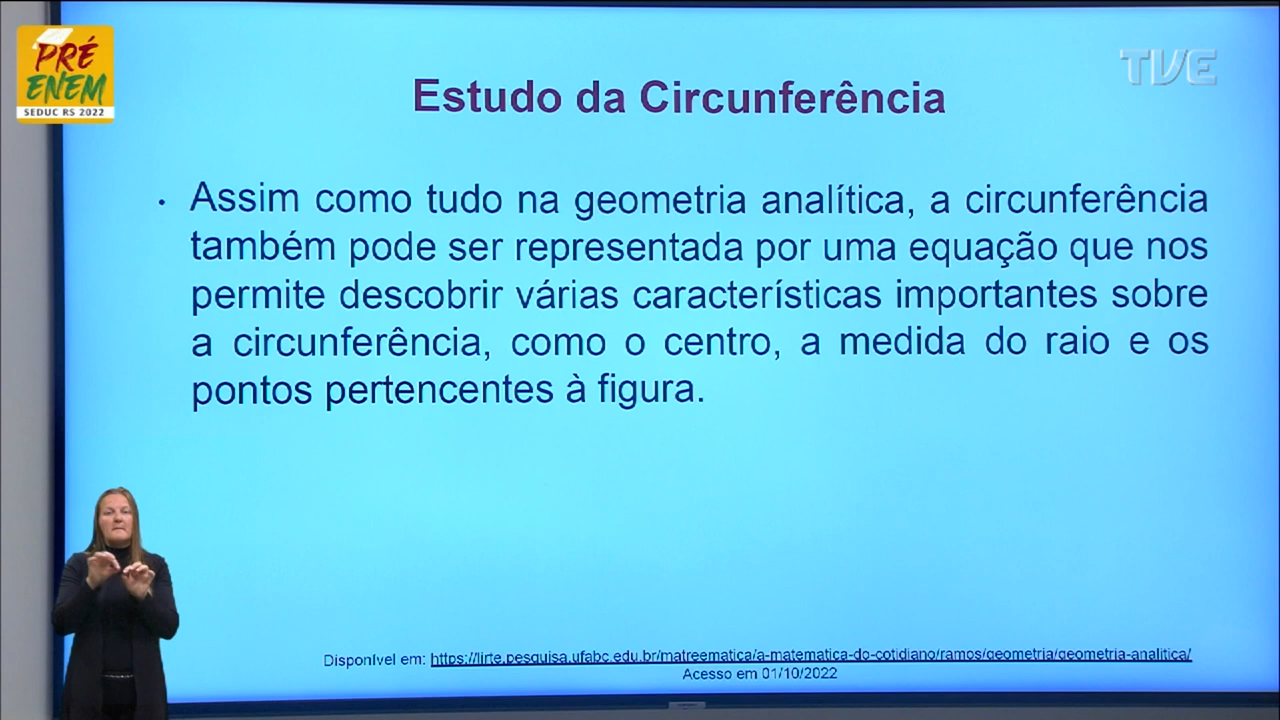 PRÉ
ENEM
SEDUC RS 2022
TVE
Estudo da Circunferência
• Assim como tudo na geometria analítica, a circunferência
também pode ser representada por uma equação que nos
permite descobrir várias características importantes sobre
a circunferência, como o centro, a medida do raio e os
pontos pertencentes à figura.
Disponível em: https://lirte.pesquisa.ufabc.edu.br/matreematica/a-matematica-do-cotidiano/ramos/geometria/geometria-analitica/
Acesso em 01/10/2022